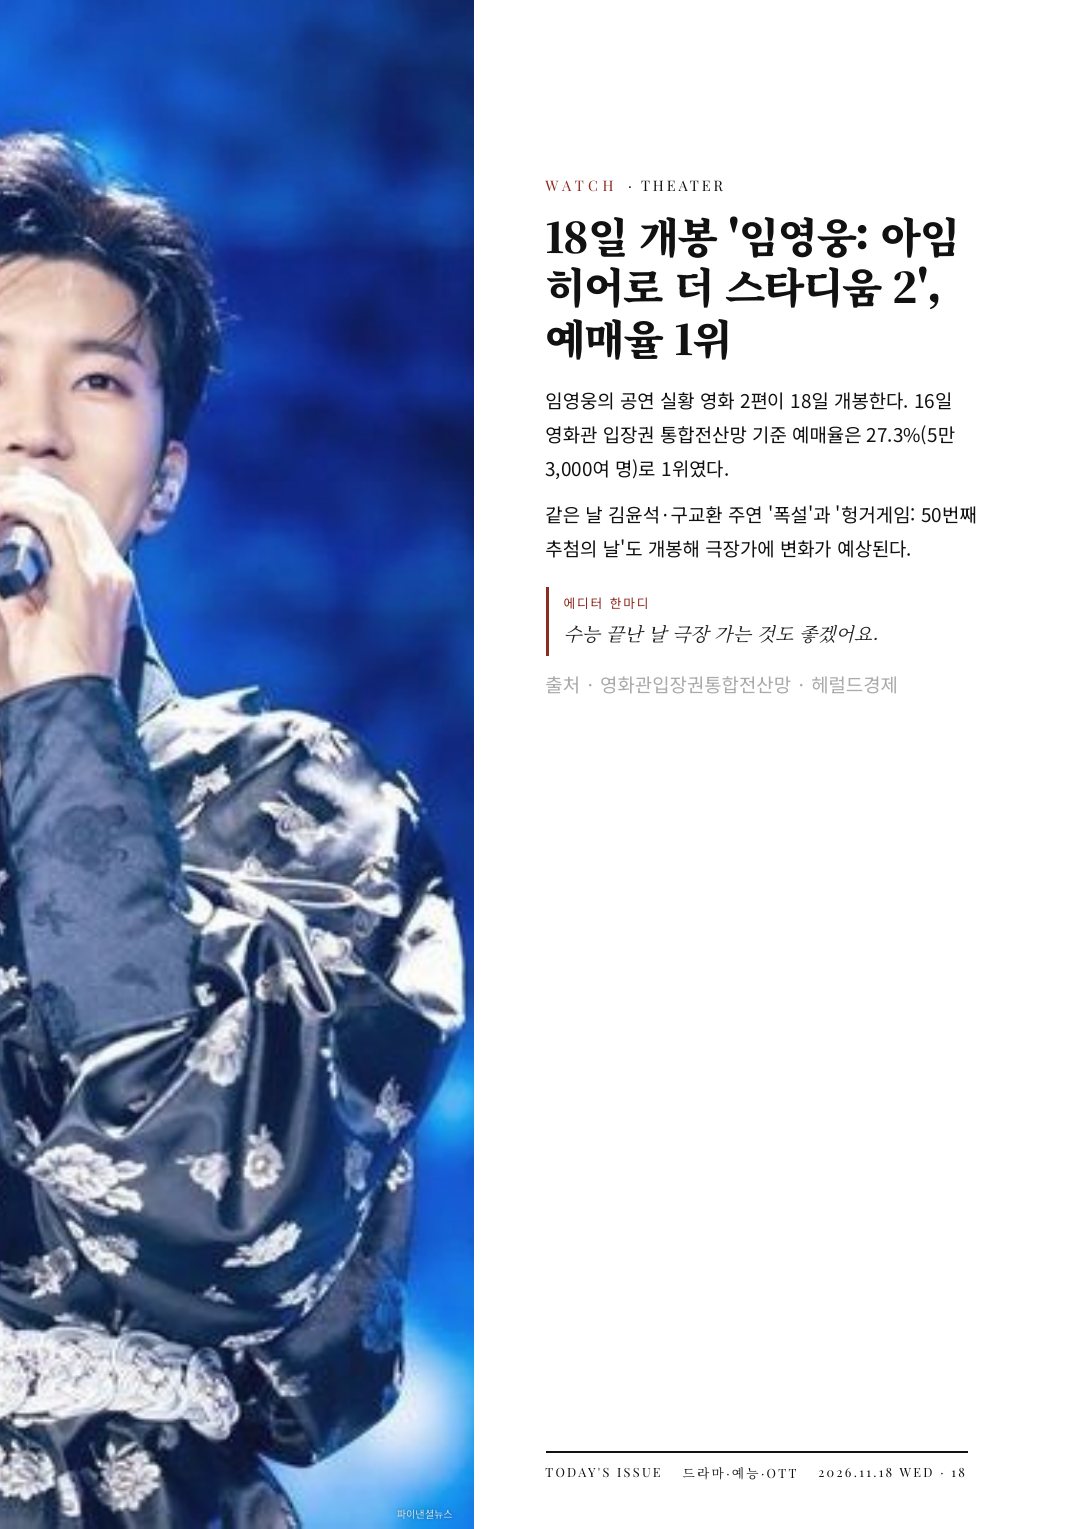 WATCH · THEATER
18일 개봉 '임영웅: 아임
히어로 더 스타디움 2',
예매율 1위
임영웅의 공연 실황 영화 2편이 18일 개봉한다. 16일
영화관 입장권 통합전산망 기준 예매율은 27.3%(5만
3,000여 명)로 1위였다.
같은 날 김윤석·구교환 주연 '폭설'과 '헝거게임: 50번째
추첨의 날'도 개봉해 극장가에 변화가 예상된다.
에디터 한마디
수능 끝난 날 극장 가는 것도 좋겠어요.
출처 · 영화관입장권통합전산망 · 헤럴드경제
TODAY'S ISSUE 드라마·예능·OTT 2026.11.18 WED · 18
파이낸셜뉴스